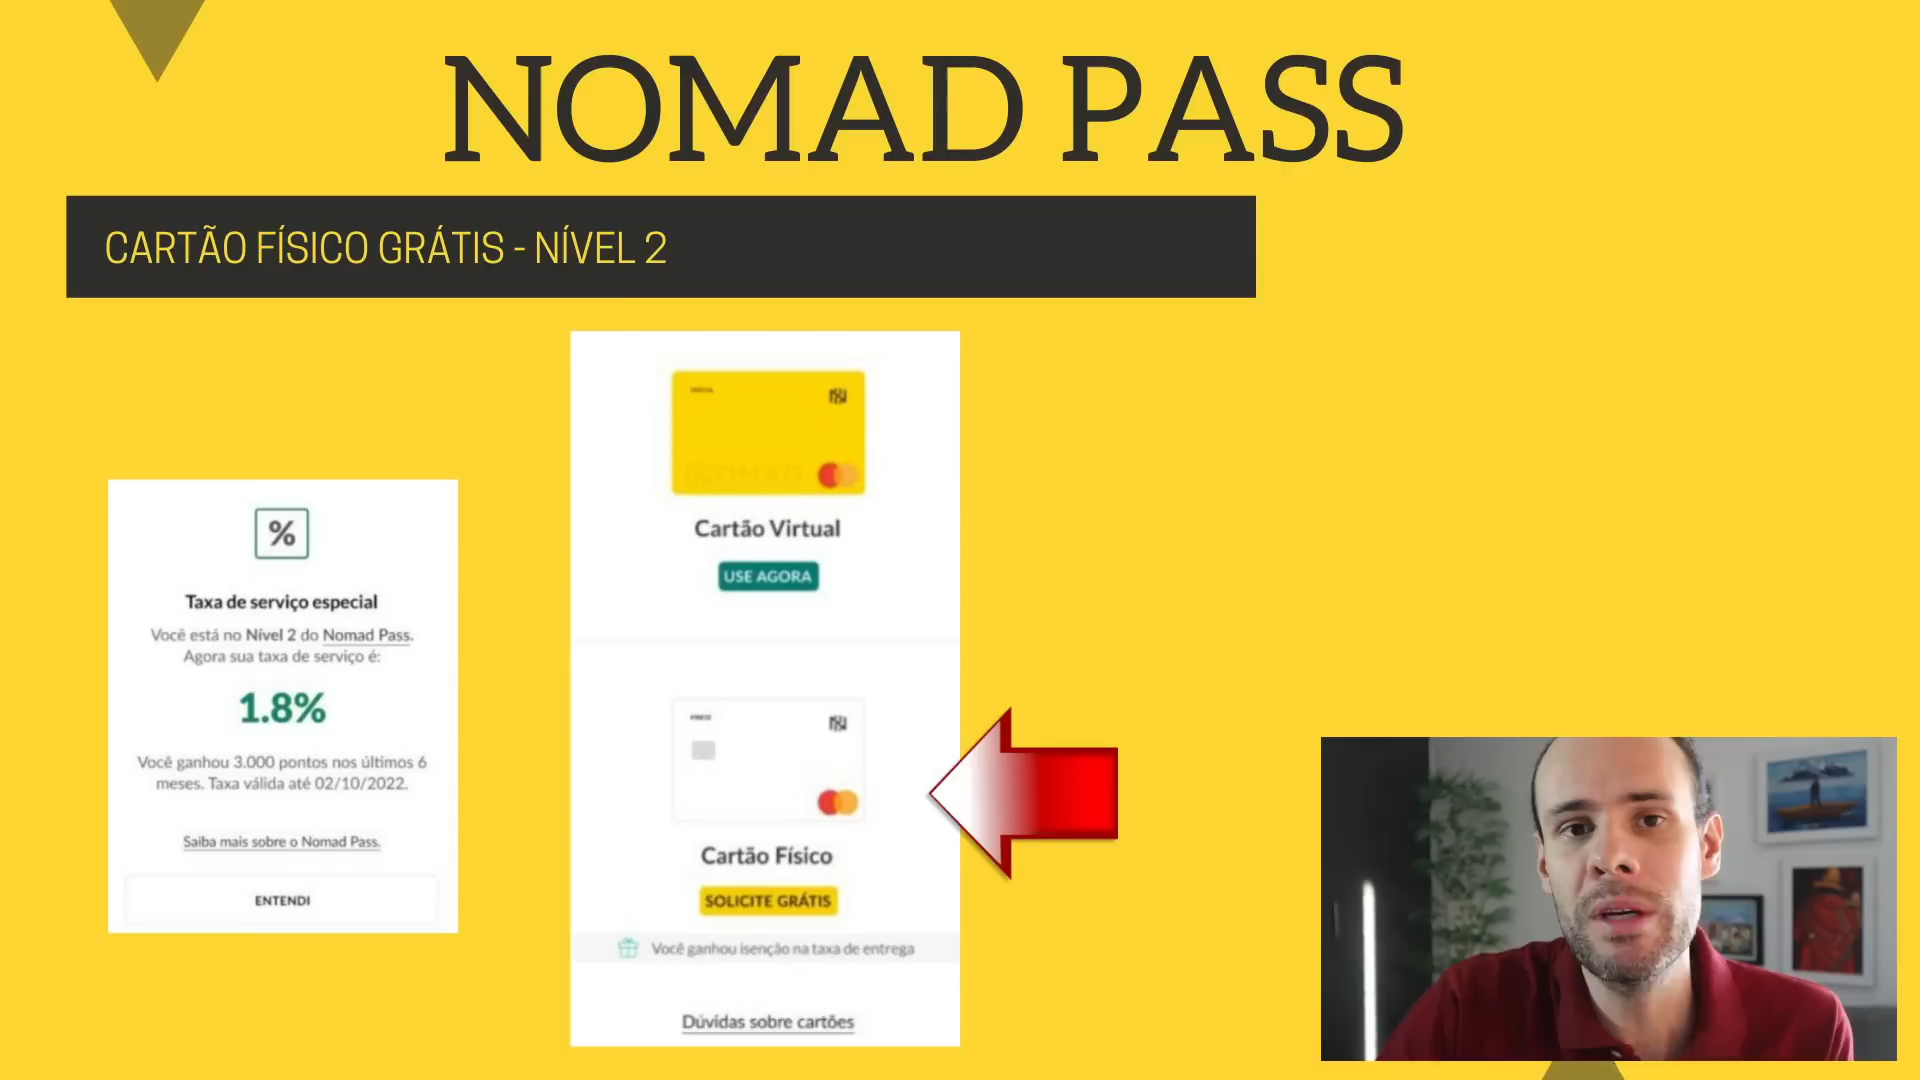 NOMAD PASS
CARTÃO FÍSICO GRÁTIS - NÍVEL 2
%
Taxa de serviço especial
Você está no Nível 2 do Nomad Pass.
Agora sua taxa de serviço é:
1.8%
Você ganhou 3.000 pontos nos últimos 6
meses. Taxa válida até 02/10/2022.
Saiba mais sobre o Nomad Pass.
ENTENDI
NOMAD
Cartão Virtual
USE AGORA
Cartão Físico
SOLICITE GRÁTIS
Você ganhou isenção na taxa de entrega
Dúvidas sobre cartões